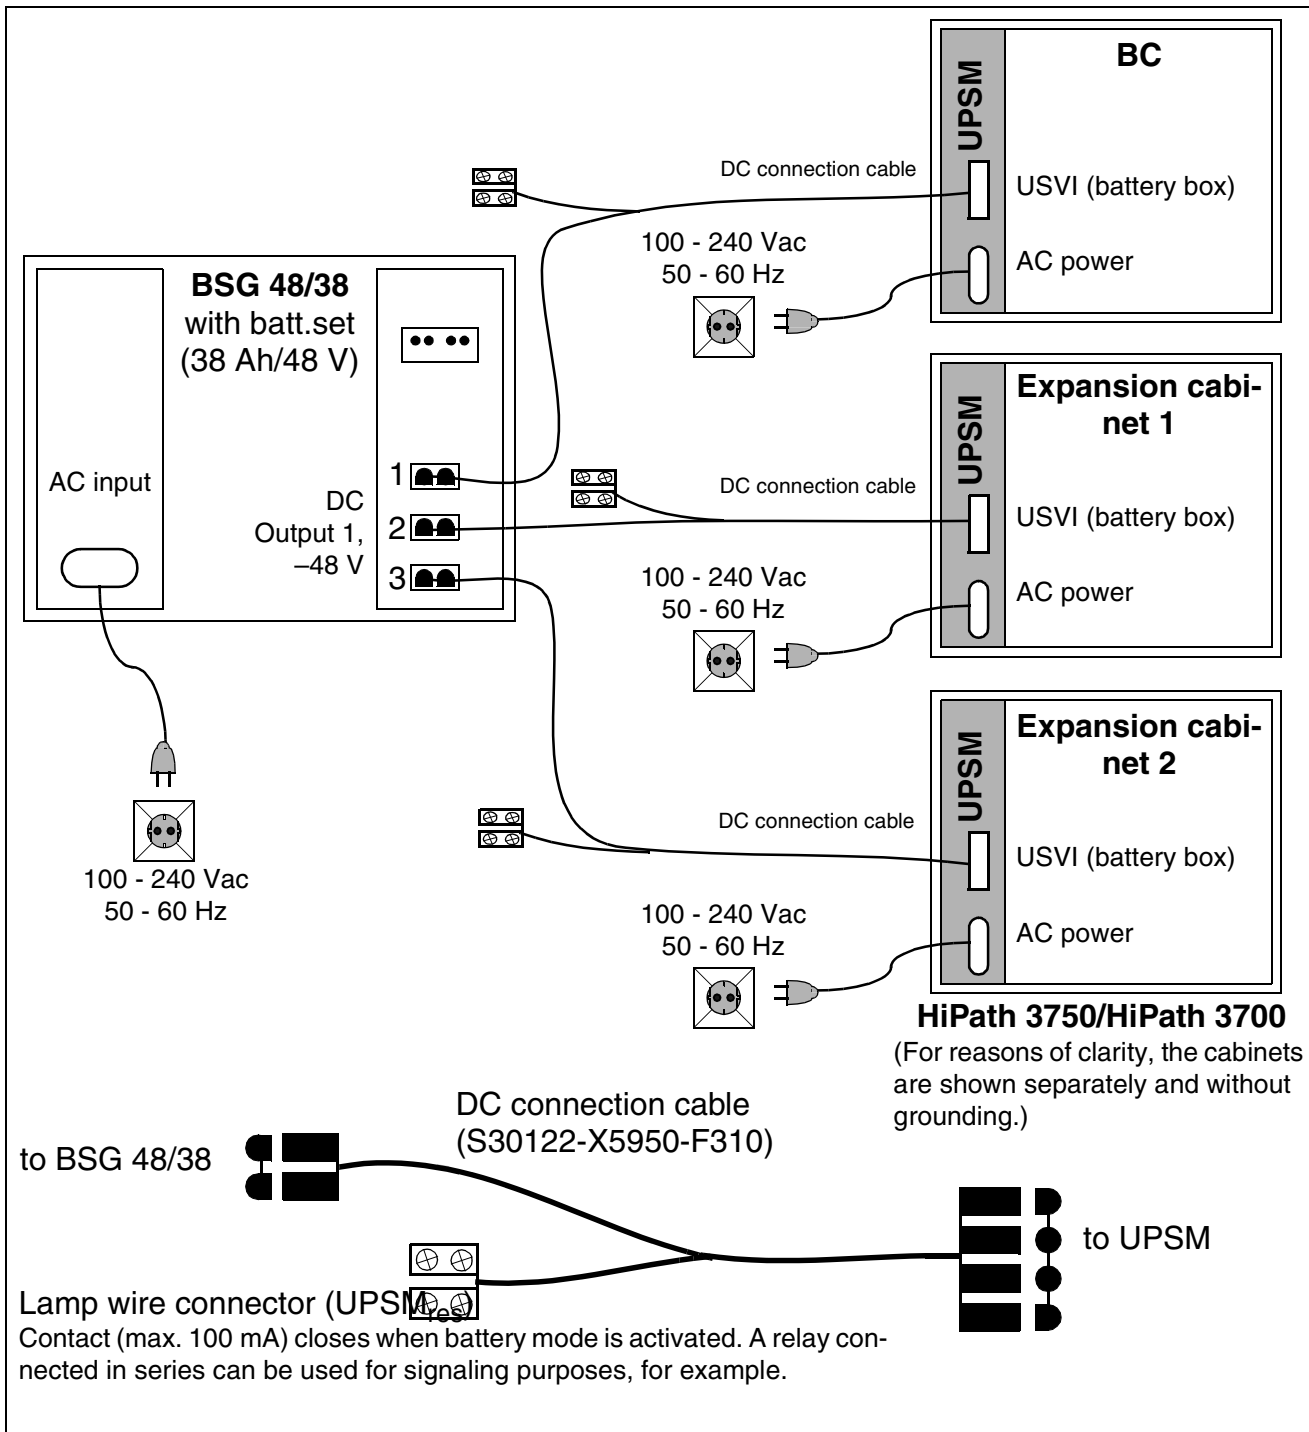 BC
UPSM
DC connection cable
USVI (battery box)
100 - 240 Vac
50 - 60 Hz
AC power
BSG 48/38
with batt.set
(38 Ah/48 V)
AC input
DC
Output 1,
–48 V
1
2
3
100 - 240 Vac
50 - 60 Hz
Expansion cabi-
net 1
UPSM
DC connection cable
USVI (battery box)
100 - 240 Vac
50 - 60 Hz
AC power
Expansion cabi-
net 2
UPSM
DC connection cable
USVI (battery box)
100 - 240 Vac
50 - 60 Hz
AC power
HiPath 3750/HiPath 3700
(For reasons of clarity, the cabinets
are shown separately and without
grounding.)
DC connection cable
(S30122-X5950-F310)
to BSG 48/38
to UPSM
Lamp wire connector (UPSMres)
Contact (max. 100 mA) closes when battery mode is activated. A relay con-
nected in series can be used for signaling purposes, for example.